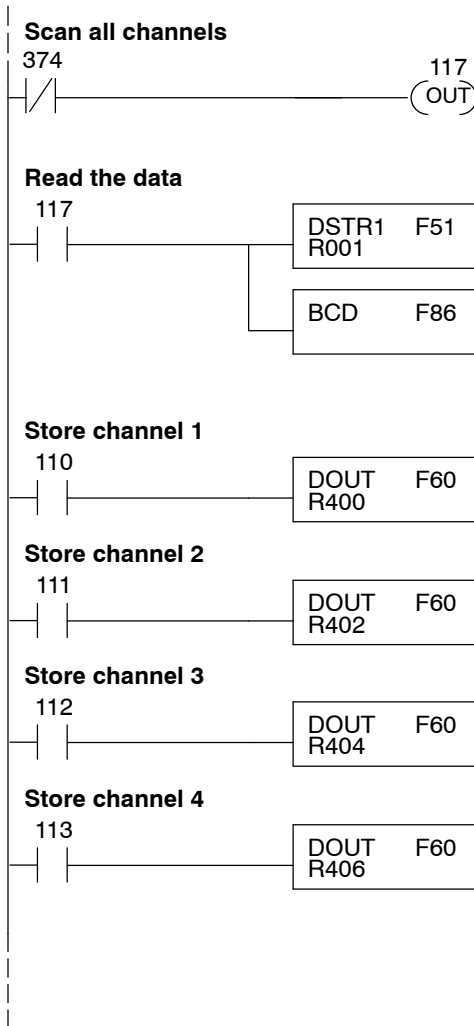 Scan all channels
374
117
OUT
Read the data
117
DSTR1 F51
R001
BCD F86
Store channel 1
110
DOUT F60
R400
Store channel 2
111
DOUT F60
R402
Store channel 3
112
DOUT F60
R404
Store channel 4
113
DOUT F60
R406